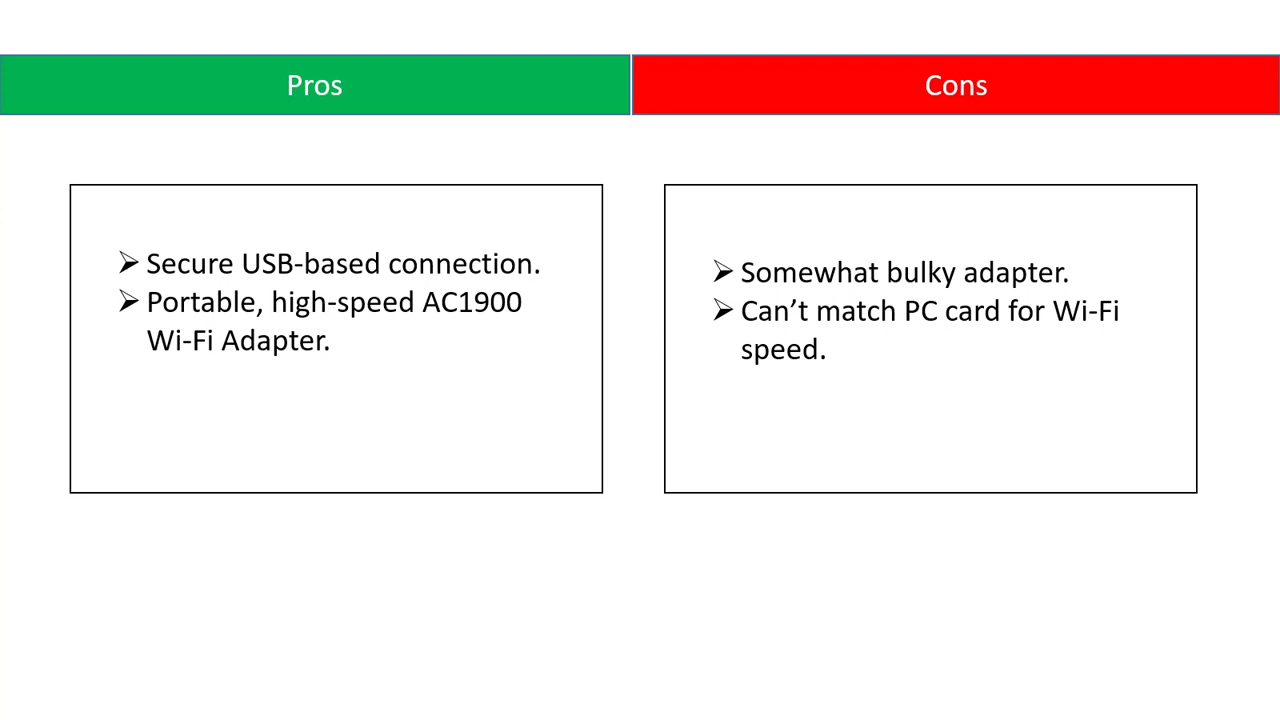 Pros
Cons
➢ Secure USB-based connection.
➢ Portable, high-speed AC1900
Wi-Fi Adapter.
➢ Somewhat bulky adapter.
➢ Can’t match PC card for Wi-Fi
speed.